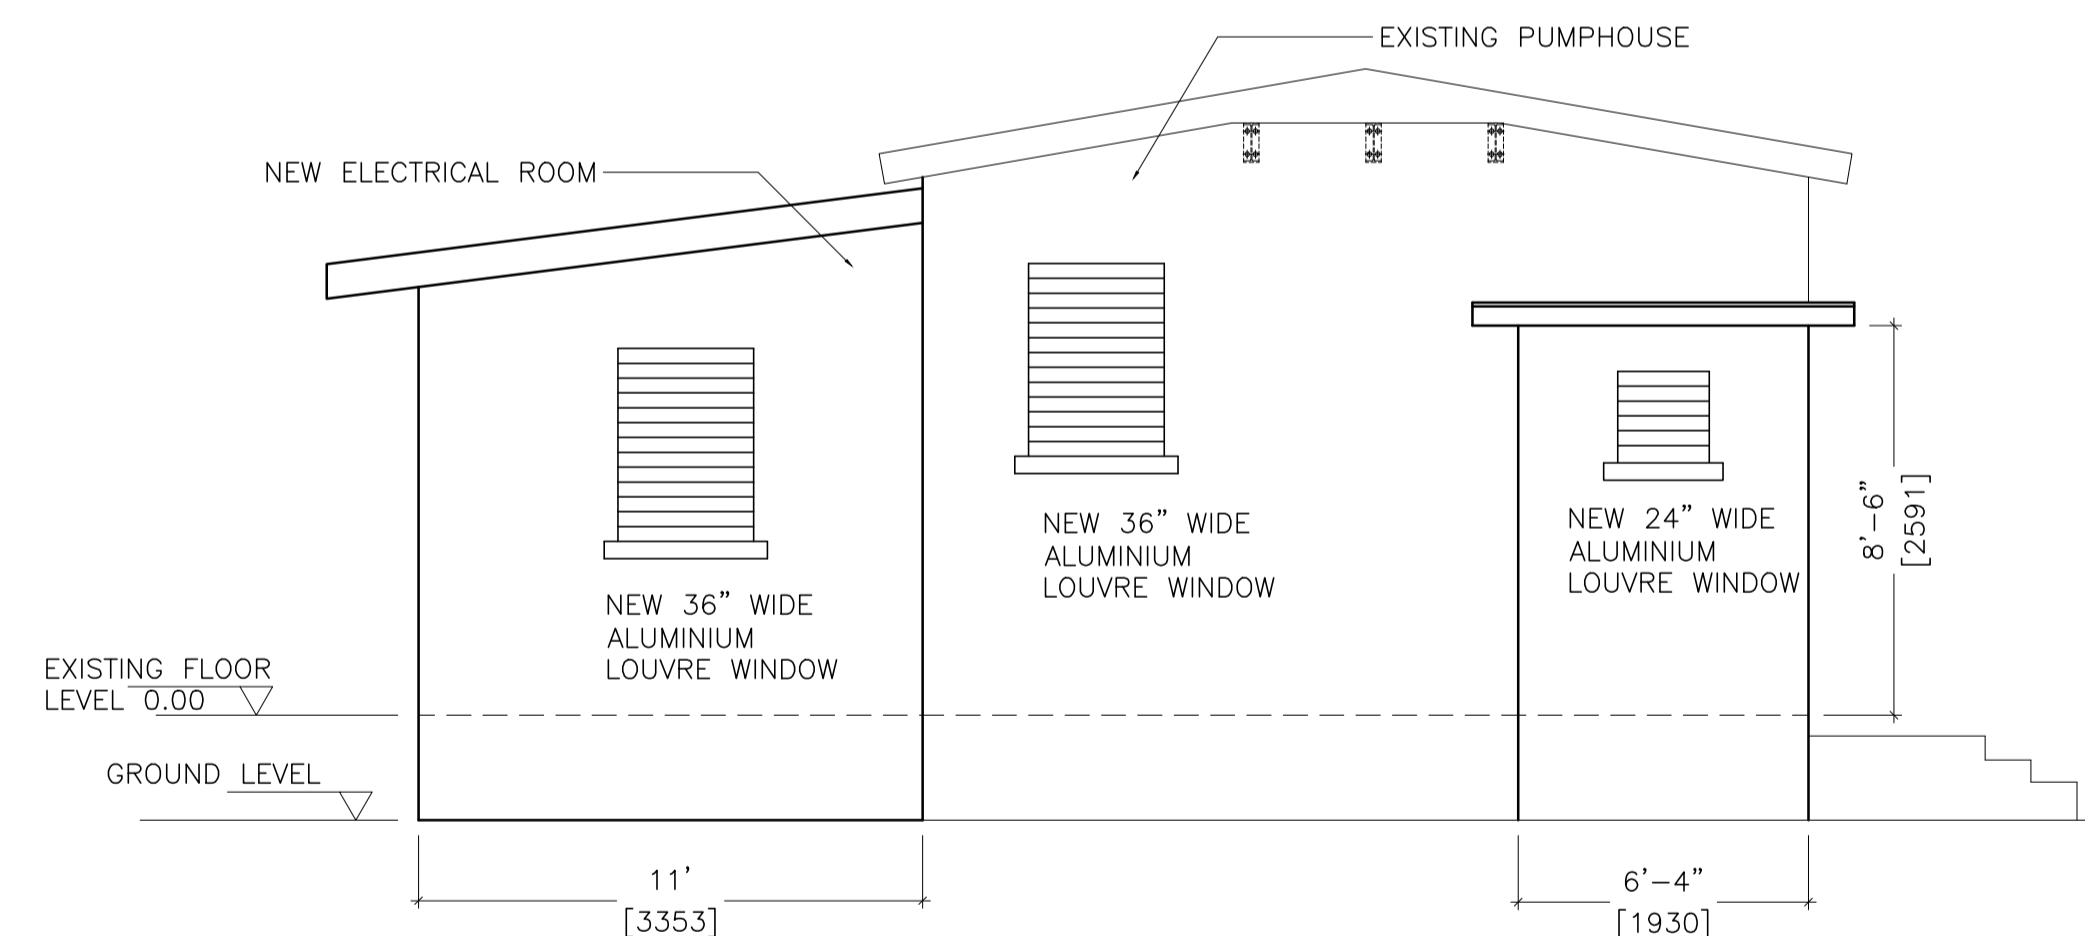 EXISTING PUMPHOUSE
NEW ELECTRICAL ROOM
NEW 36” WIDE
ALUMINIUM
LOUVRE WINDOW
NEW 24” WIDE
ALUMINIUM
LOUVRE WINDOW
8’–6”
[2591]
NEW 36” WIDE
ALUMINIUM
LOUVRE WINDOW
EXISTING FLOOR
LEVEL 0.00
GROUND LEVEL
11’
[3353]
6’–4”
[1930]